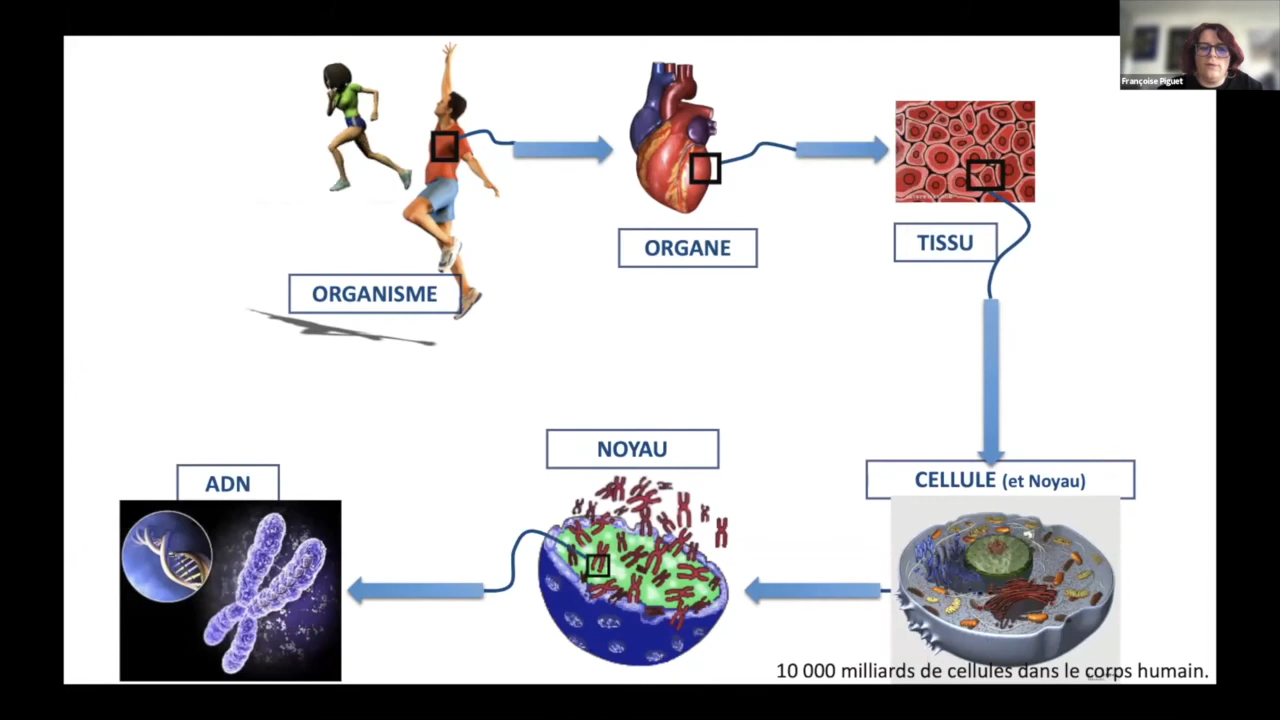 Françoise Piguet
ORGANISME
ORGANE
TISSU
ADN
NOYAU
CELLULE (et Noyau)
10 000 milliards de cellules dans le corps humain.